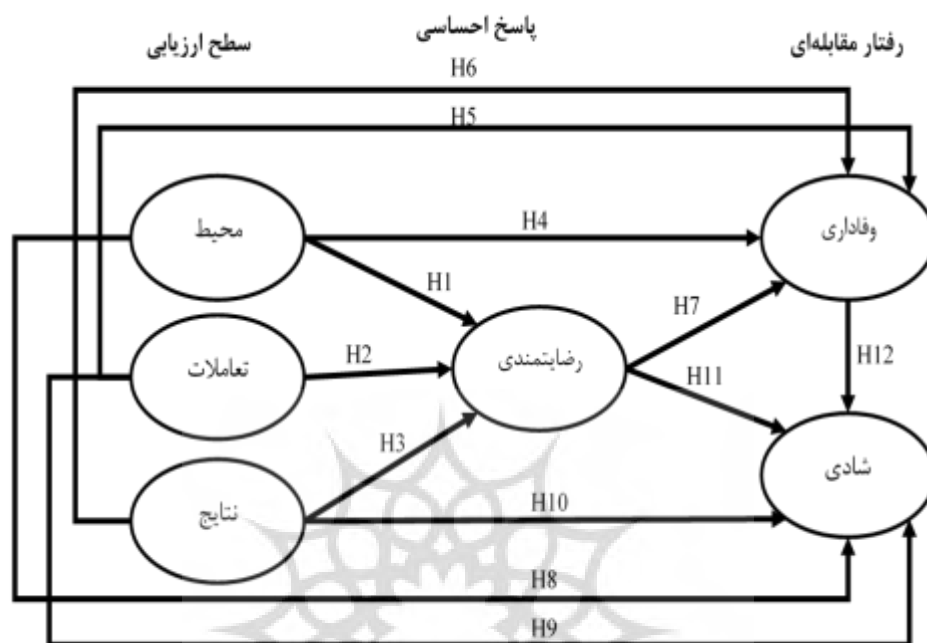 سطح ارزیابی
پاسخ احساسی
رفتار مقابله‌ای
H6
H5
محیط
وفاداری
H4
H1
H7
رضایتمندی
H2
H12
تعاملات
H11
H3
شادی
نتایج
H10
H8
H9